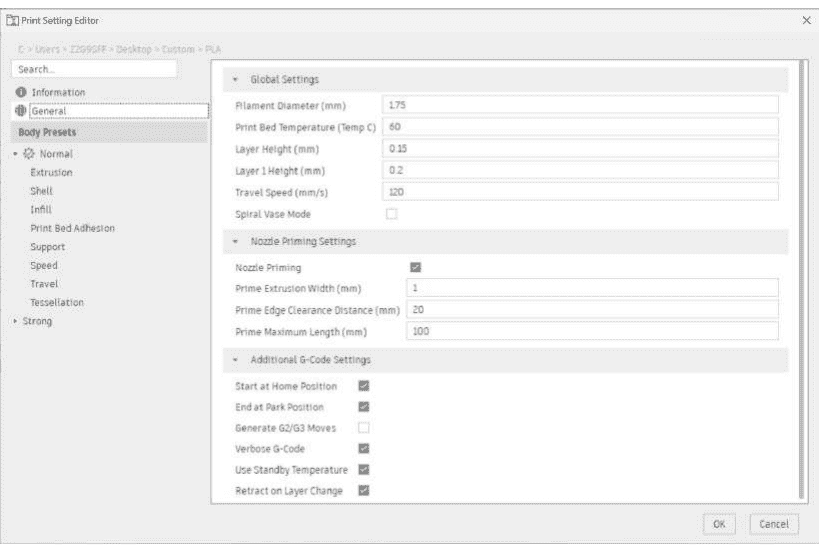 Print Setting Editor
C: > Users > Z2G9GFF > Desktop > Custom > PLA
Search...
Information
General
Body Presets
Normal
Extrusion
Shell
Infill
Print Bed Adhesion
Support
Speed
Travel
Tessellation
Strong
Global Settings
Filament Diameter (mm) 1.75
Print Bed Temperature (Temp C) 60
Layer Height (mm) 0.15
Layer 1 Height (mm) 0.2
Travel Speed (mm/s) 120
Spiral Vase Mode
Nozzle Priming Settings
Nozzle Priming
Prime Extrusion Width (mm) 1
Prime Edge Clearance Distance (mm) 20
Prime Maximum Length (mm) 100
Additional G-Code Settings
Start at Home Position
End at Park Position
Generate G2/G3 Moves
Verbose G-Code
Use Standby Temperature
Retract on Layer Change
OK Cancel